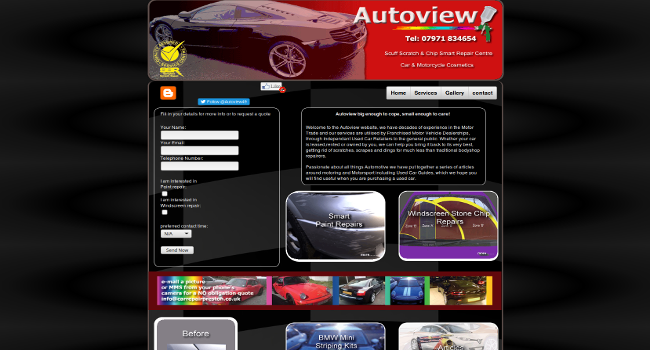 Autoview
Tel: 07971 834654
Scuff Scratch & Chip Smart Repair Centre
Car & Motorcycle Cosmetics
Like
Follow
Home Services Gallery contact
Fill in your details for more info or to request a quote
Your Name:
Your Email:
Telephone Number:
I am interested in
Paint repair:
I am interested in
Windscreen repair:
preferred contact time:
N/A
Send Now
Autoview big enough to cope, small enough to care!
Welcome to the Autoview website, we have decades of experience in the Motor
Trade and our services are utilised by Franchised Motor Vehicle Dealerships,
through Independent Used Car Retailers to the general public. Whether your car
is leased,rented or owned by you, we can help you bring it back to its very best,
getting rid of scratches, scrapes and dings for much less than traditional bodyshop
repairers.
Passionate about all things Automotive we have put together a series of articles
around motoring and Motorsport including Used Car Guides, which we hope you
will find useful when you are purchasing a used car.
Smart
Paint Repairs
more
Windscreen Stone Chip
Repairs
more
e-mail a picture
or MMS from your phone's
camera for a NO obligation quote
info@carrepairpreston.co.uk
Before
BMW Mini
Striping Kits
Articles